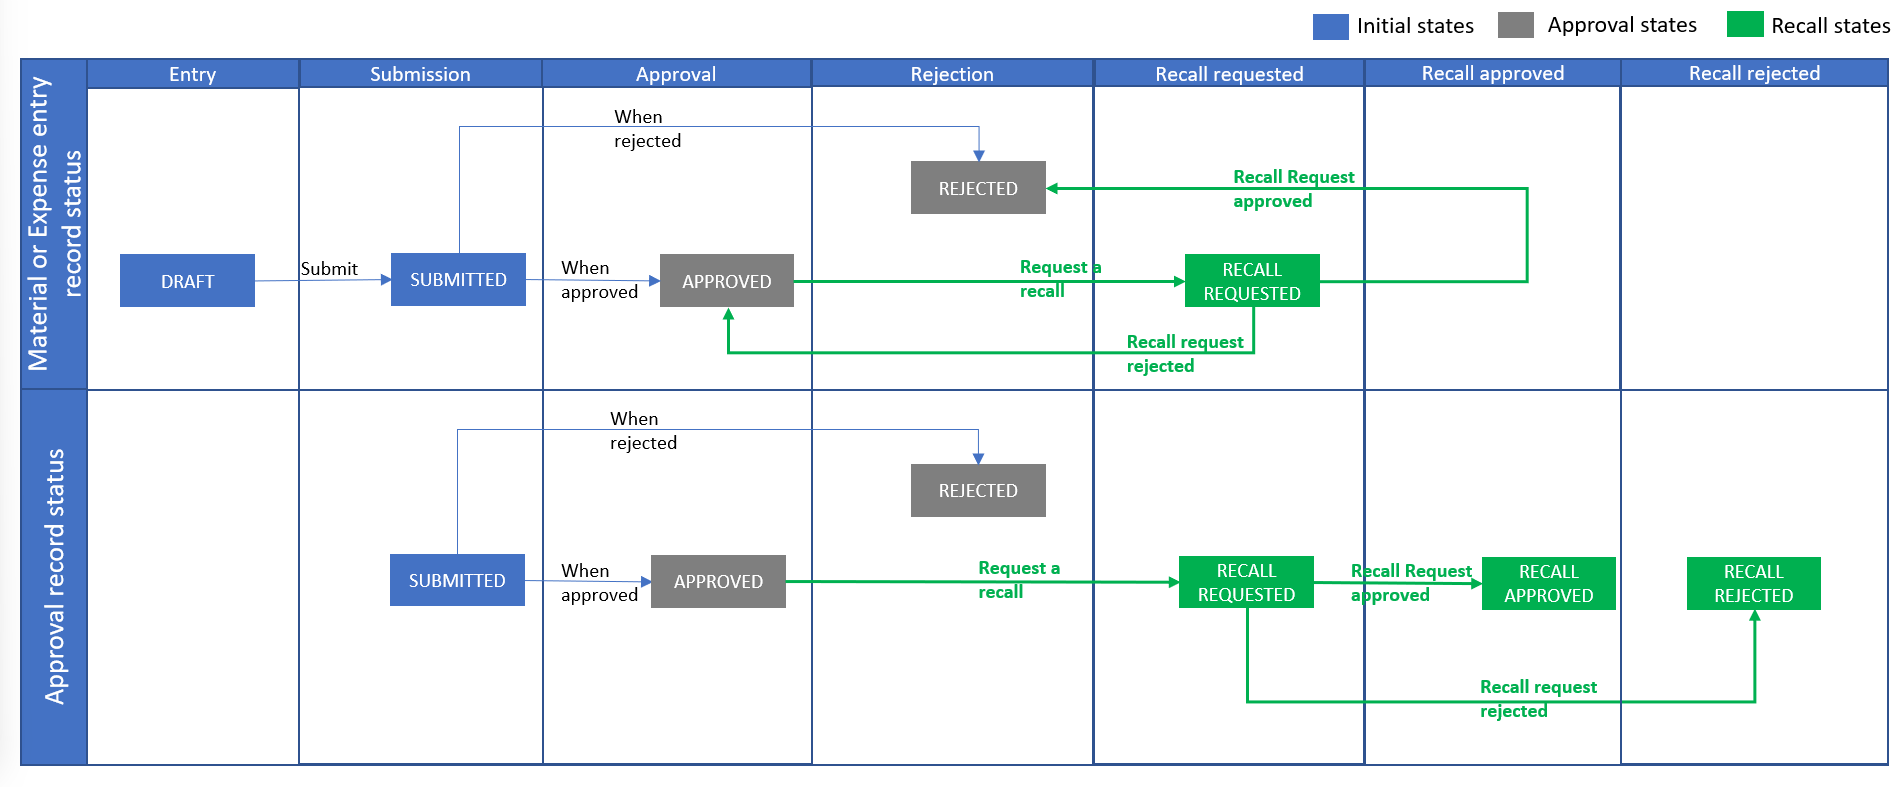 Initial states
Approval states
Recall states
Entry
Submission
Approval
Rejection
Recall requested
Recall approved
Recall rejected
Material or Expense entry
record status
When
rejected
REJECTED
Recall Request
approved
DRAFT
Submit
SUBMITTED
When
approved
APPROVED
Request a
recall
RECALL
REQUESTED
Recall request
rejected
Approval record status
When
rejected
REJECTED
SUBMITTED
When
approved
APPROVED
Request a
recall
RECALL
REQUESTED
Recall Request
approved
RECALL
APPROVED
RECALL
REJECTED
Recall request
rejected